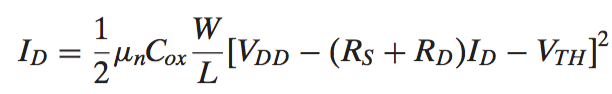 I_D = \frac{1}{2} \mu_n C_{ox} \frac{W}{L} [V_{DD} − (R_S + R_D)I_D − V_{TH}]^2